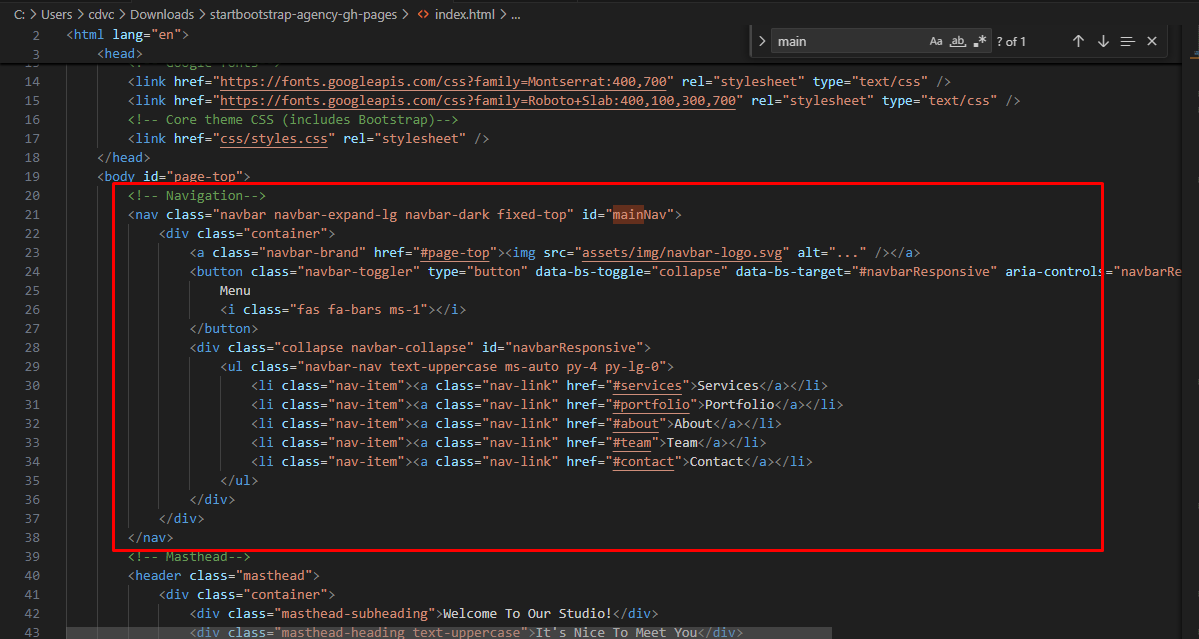 C: > Users > cdvc > Downloads > startbootstrap-agency-gh-pages > <> index.html > ...
main Aa ab .* ? of 1
2 <html lang="en">
3 <head>
14 <link href="https://fonts.googleapis.com/css?family=Montserrat:400,700" rel="stylesheet" type="text/css" />
15 <link href="https://fonts.googleapis.com/css?family=Roboto+Slab:400,100,300,700" rel="stylesheet" type="text/css" />
16 <!-- Core theme CSS (includes Bootstrap)-->
17 <link href="css/styles.css" rel="stylesheet" />
18 </head>
19 <body id="page-top">
20 <!-- Navigation-->
21 <nav class="navbar navbar-expand-lg navbar-dark fixed-top" id="mainNav">
22 <div class="container">
23 <a class="navbar-brand" href="#page-top"><img src="assets/img/navbar-logo.svg" alt="..." /></a>
24 <button class="navbar-toggler" type="button" data-bs-toggle="collapse" data-bs-target="#navbarResponsive" aria-controls="navbarRe
25 Menu
26 <i class="fas fa-bars ms-1"></i>
27 </button>
28 <div class="collapse navbar-collapse" id="navbarResponsive">
29 <ul class="navbar-nav text-uppercase ms-auto py-4 py-lg-0">
30 <li class="nav-item"><a class="nav-link" href="#services">Services</a></li>
31 <li class="nav-item"><a class="nav-link" href="#portfolio">Portfolio</a></li>
32 <li class="nav-item"><a class="nav-link" href="#about">About</a></li>
33 <li class="nav-item"><a class="nav-link" href="#team">Team</a></li>
34 <li class="nav-item"><a class="nav-link" href="#contact">Contact</a></li>
35 </ul>
36 </div>
37 </div>
38 </nav>
39 <!-- Masthead-->
40 <header class="masthead">
41 <div class="container">
42 <div class="masthead-subheading">Welcome To Our Studio!</div>
43 <div class="masthead-heading text-uppercase">It's Nice To Meet You</div>